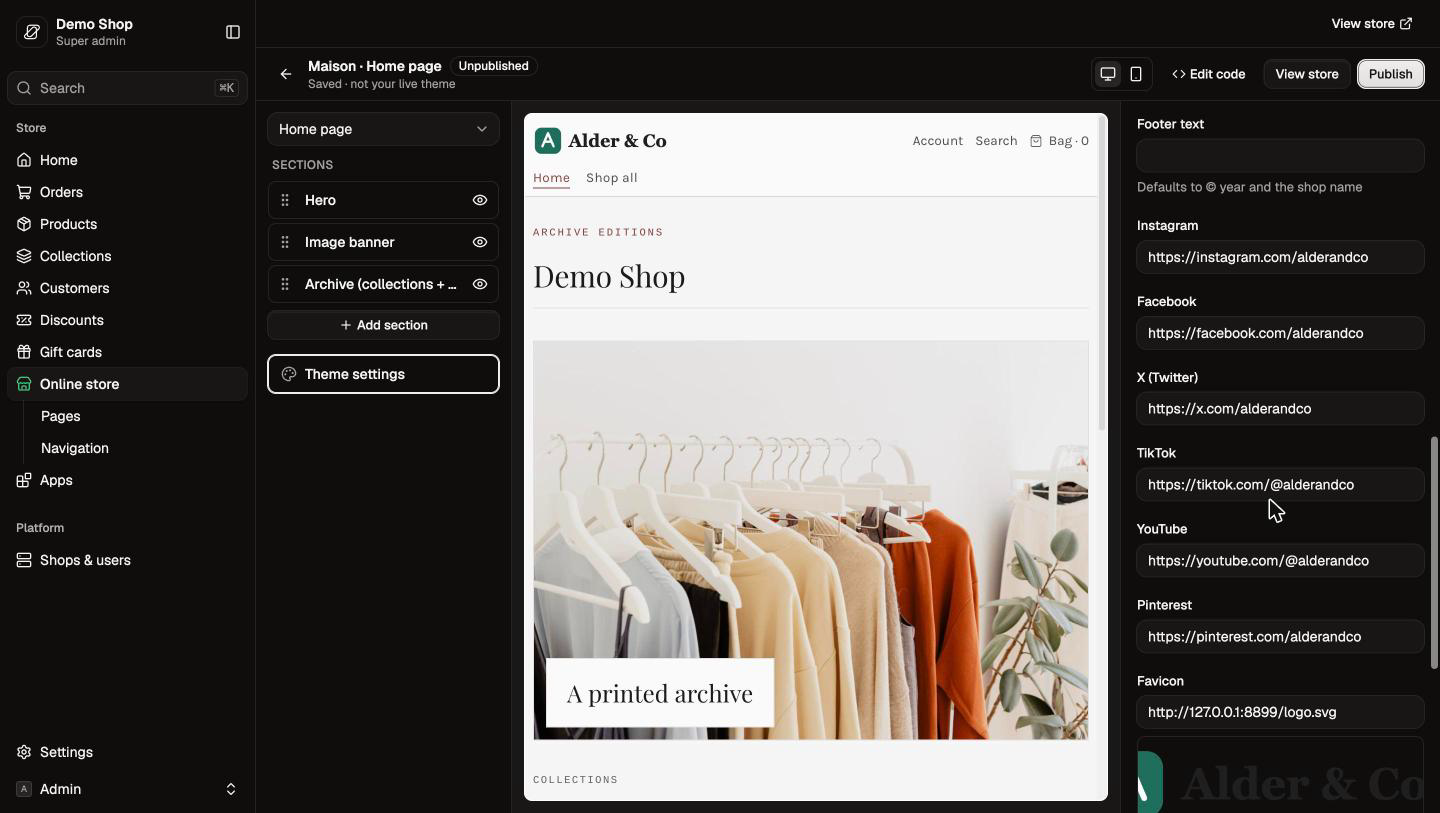 Demo Shop
Super admin
Search
⌘K
Store
Home
Orders
Products
Collections
Customers
Discounts
Gift cards
Online store
Pages
Navigation
Apps
Platform
Shops & users
Settings
A
Admin
View store
Maison · Home page
Unpublished
Saved · not your live theme
Edit code
View store
Publish
Home page
SECTIONS
Hero
Image banner
Archive (collections + ...
Add section
Theme settings
A
Alder & Co
Account
Search
Bag · 0
Home
Shop all
ARCHIVE EDITIONS
Demo Shop
A printed archive
COLLECTIONS
Footer text
Defaults to © year and the shop name
Instagram
https://instagram.com/alderandco
Facebook
https://facebook.com/alderandco
X (Twitter)
https://x.com/alderandco
TikTok
https://tiktok.com/@alderandco
YouTube
https://youtube.com/@alderandco
Pinterest
https://pinterest.com/alderandco
Favicon
http://127.0.0.1:8899/logo.svg
Alder & Co